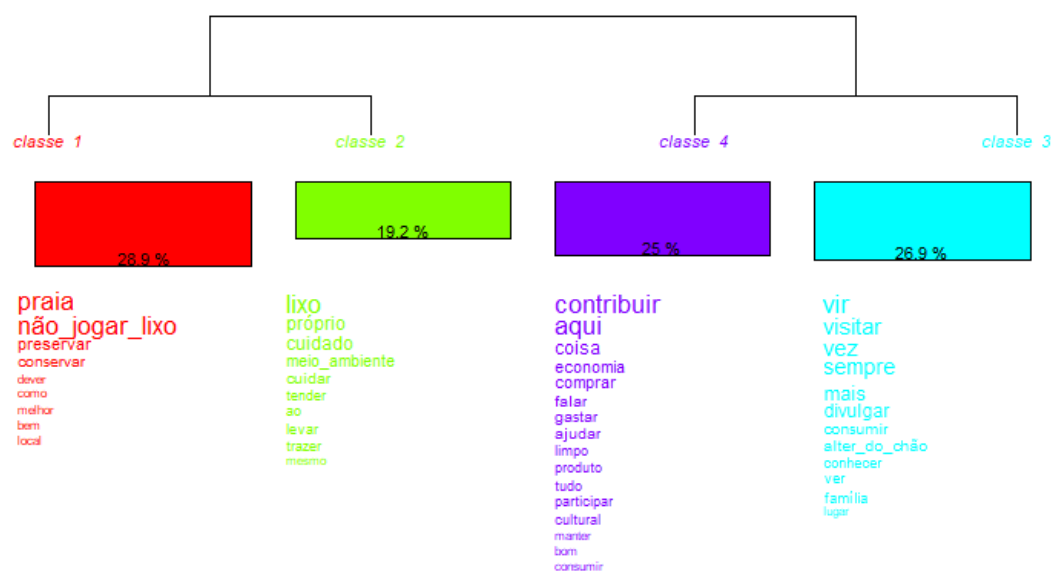 classe 1
classe 2
classe 4
classe 3
28.9 %
19.2 %
25 %
26.9 %
praia
não_jogar_lixo
preservar
conservar
dever
como
melhor
bem
local
lixo
próprio
cuidado
meio_ambiente
cuidar
tender
ao
levar
trazer
mesmo
contribuir
aqui
coisa
economia
comprar
falar
gastar
ajudar
limpo
produto
tudo
participar
cultural
manter
bom
consumir
vir
visitar
vez
sempre
mais
divulgar
consumir
alter_do_chão
conhecer
ver
família
lugar